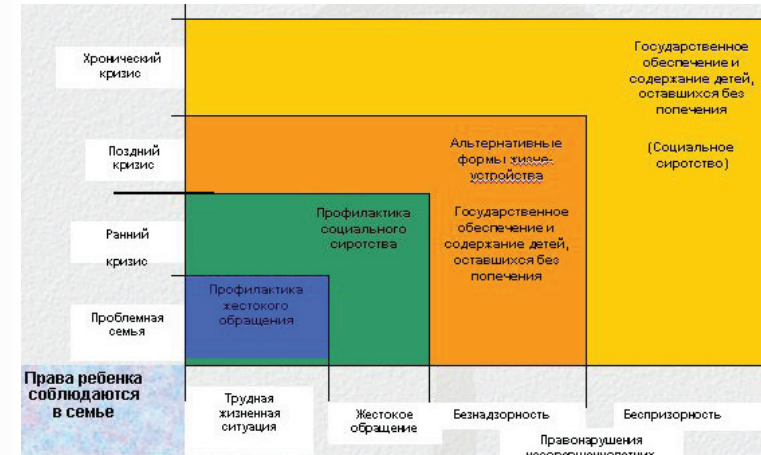 Хронический
кризис
Государственное
обеспечение и
содержание детей,
оставшихся без
попечения
(Социальное
сиротство)
Поздний
кризис
Альтернативные
формы жизне-
устройства
Государственное
обеспечение и
содержание детей,
оставшихся без
попечения
Ранний
кризис
Профилактика
социального
сиротства
Проблемная
семья
Профилактика
жестокого
обращения
Права ребенка
соблюдаются
в семье
Трудная
жизненная
ситуация
Жестокое
обращение
Безнадзорность
Беспризорность
Правонарушения
несовершеннолетних